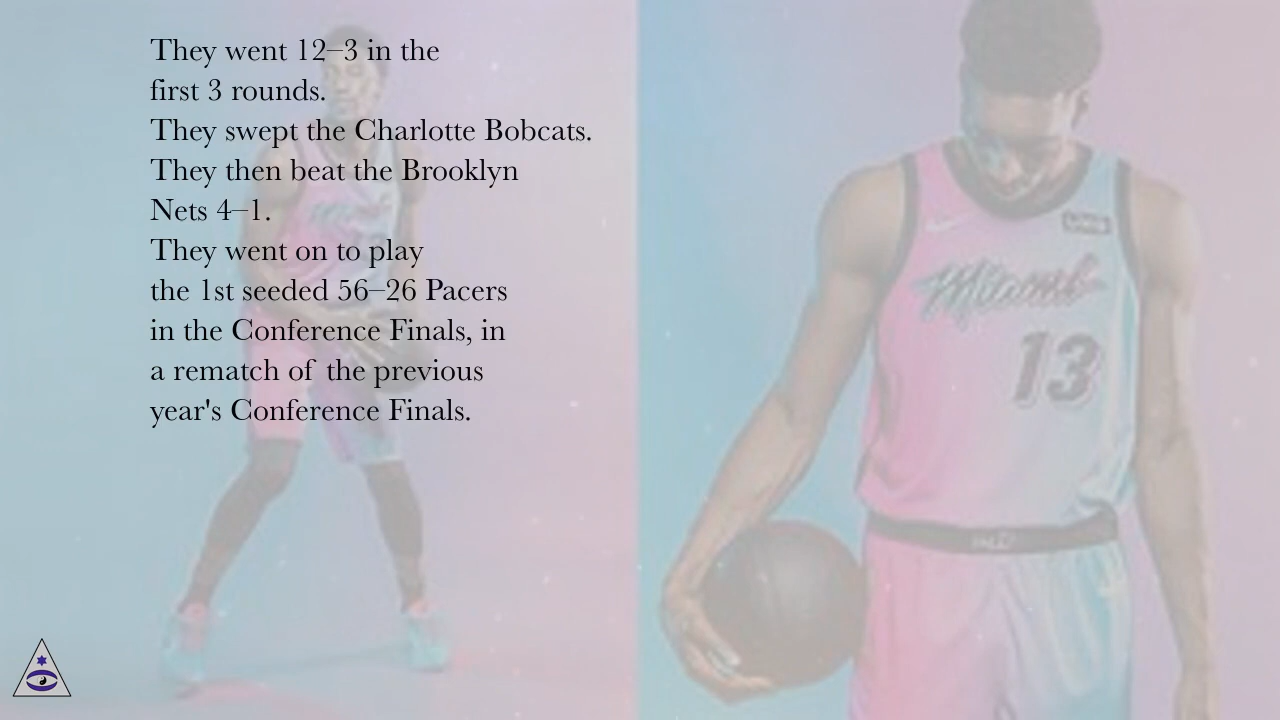 They went 12–3 in the
first 3 rounds.
They swept the Charlotte Bobcats.
They then beat the Brooklyn
Nets 4–1.
They went on to play
the 1st seeded 56–26 Pacers
in the Conference Finals, in
a rematch of the previous
year's Conference Finals.
Miami
13